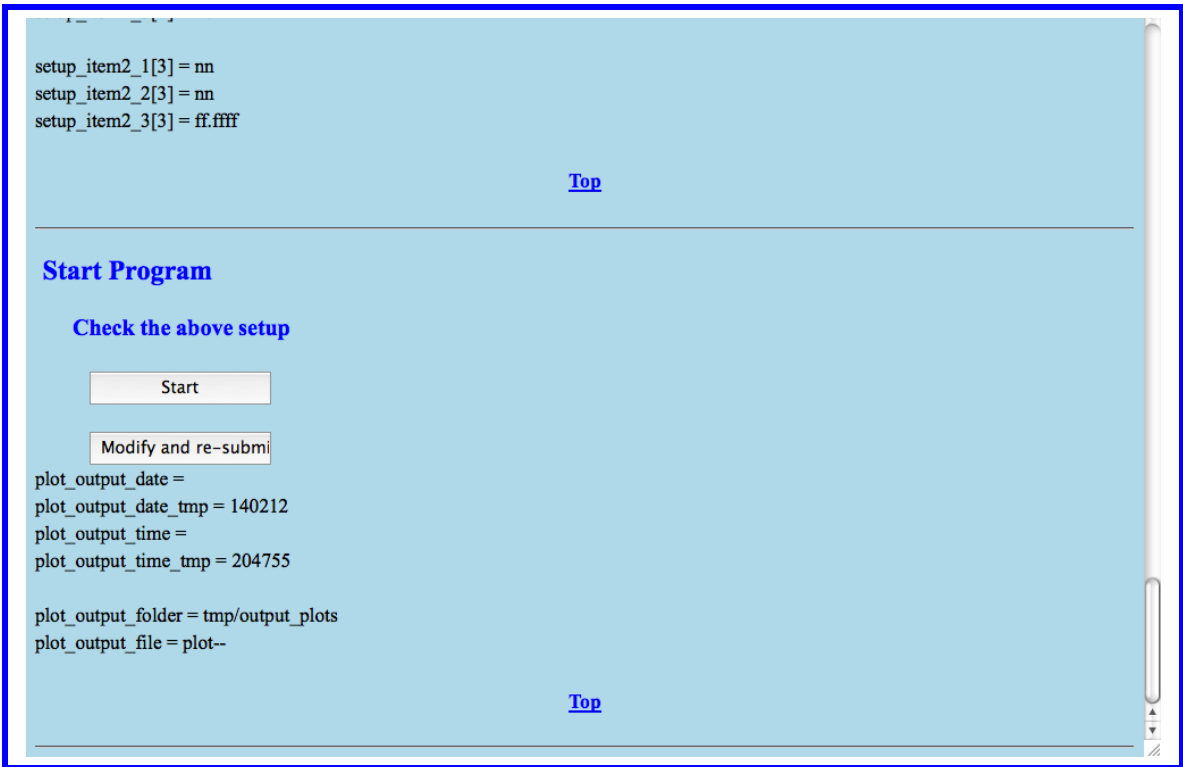 setup_item2_1[3] = nn
setup_item2_2[3] = nn
setup_item2_3[3] = ff.ffff
Top
Start Program
Check the above setup
Start
Modify and re-submi
plot_output_date =
plot_output_date_tmp = 140212
plot_output_time =
plot_output_time_tmp = 204755
plot_output_folder = tmp/output_plots
plot_output_file = plot--
Top